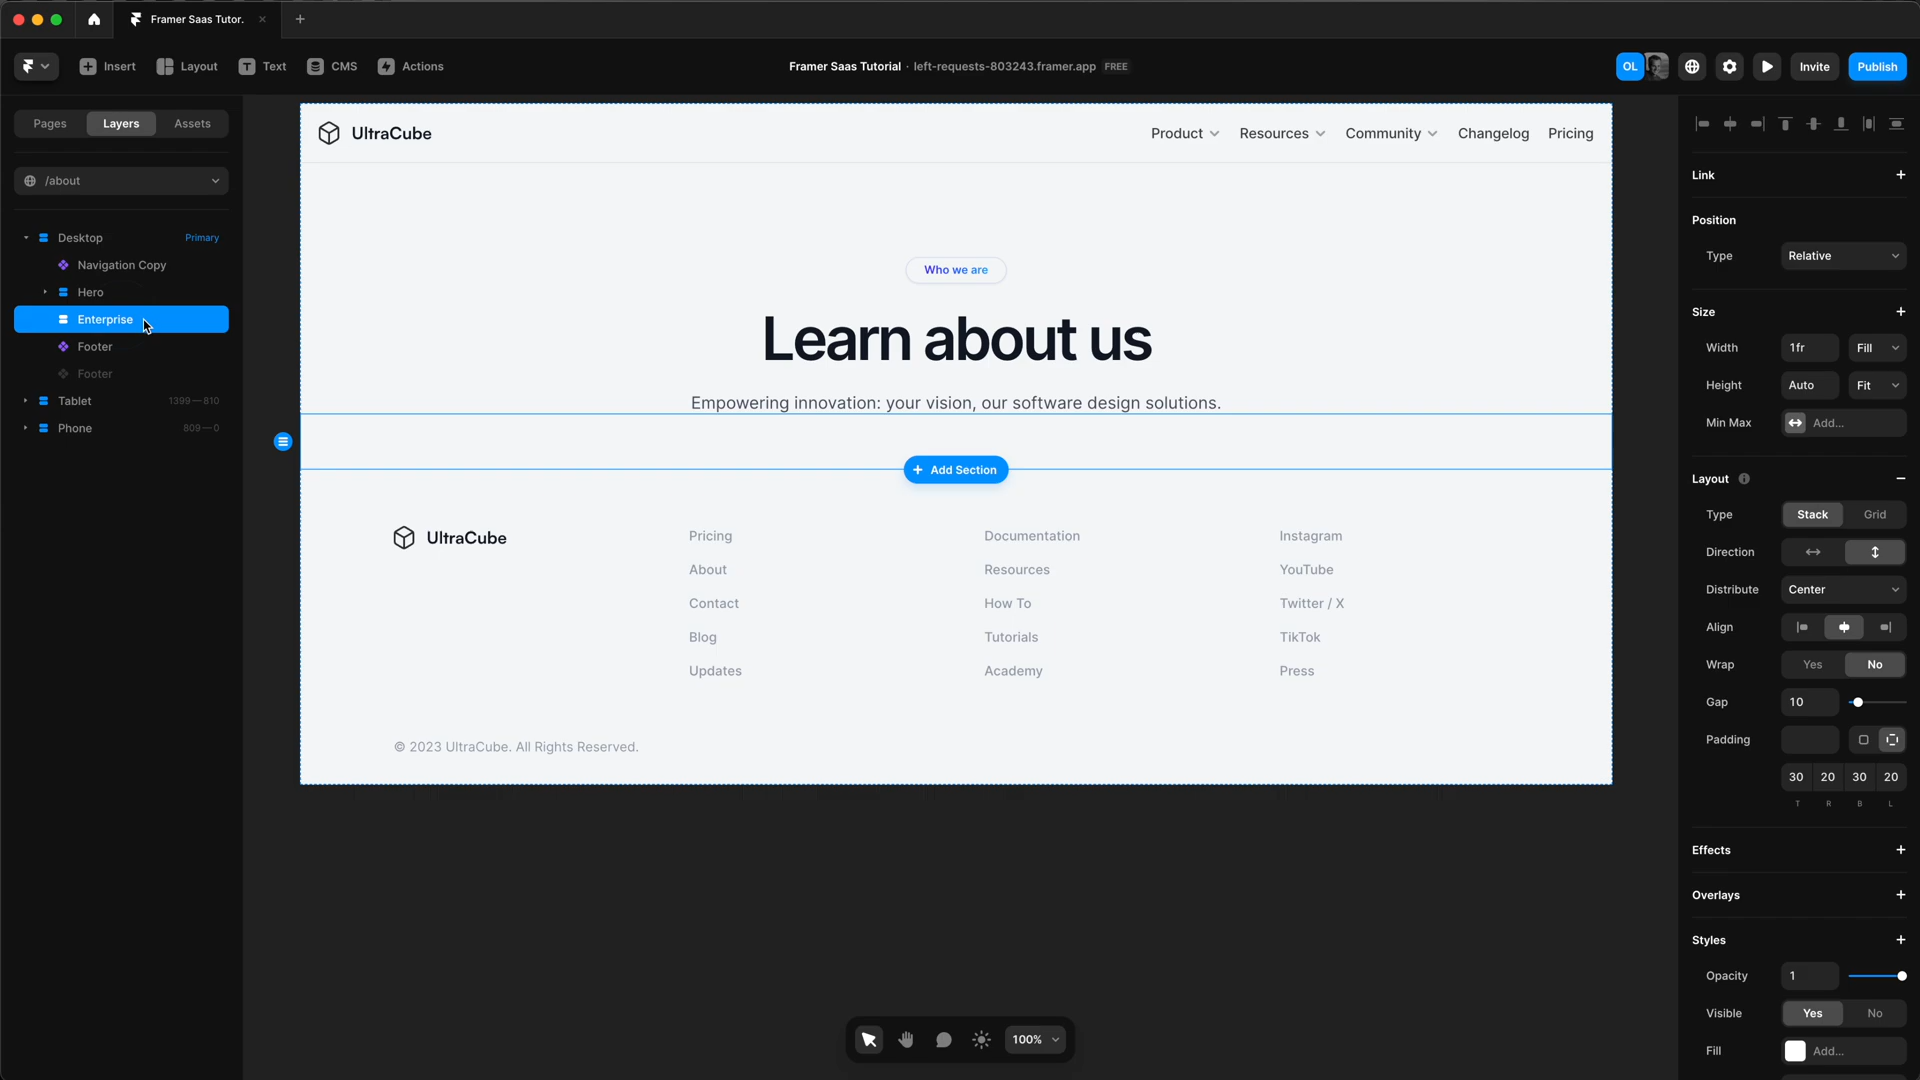 Framer Saas Tutor.
Insert
Layout
Text
CMS
Actions
Framer Saas Tutorial · left-requests-803243.framer.app FREE
OL
Invite
Publish
Pages
Layers
Assets
/about
Desktop Primary
Navigation Copy
Hero
Enterprise
Footer
Footer
Tablet 1399—810
Phone 809—0
UltraCube
Product
Resources
Community
Changelog
Pricing
Who we are
Learn about us
Empowering innovation: your vision, our software design solutions.
+ Add Section
UltraCube
Pricing
About
Contact
Blog
Updates
Documentation
Resources
How To
Tutorials
Academy
Instagram
YouTube
Twitter / X
TikTok
Press
© 2023 UltraCube. All Rights Reserved.
100%
Link
Position
Type Relative
Size
Width 1fr Fill
Height Auto Fit
Min Max Add...
Layout
Type Stack Grid
Direction
Distribute Center
Align
Wrap Yes No
Gap 10
Padding
30 20 30 20
T R B L
Effects
Overlays
Styles
Opacity 1
Visible Yes No
Fill Add...